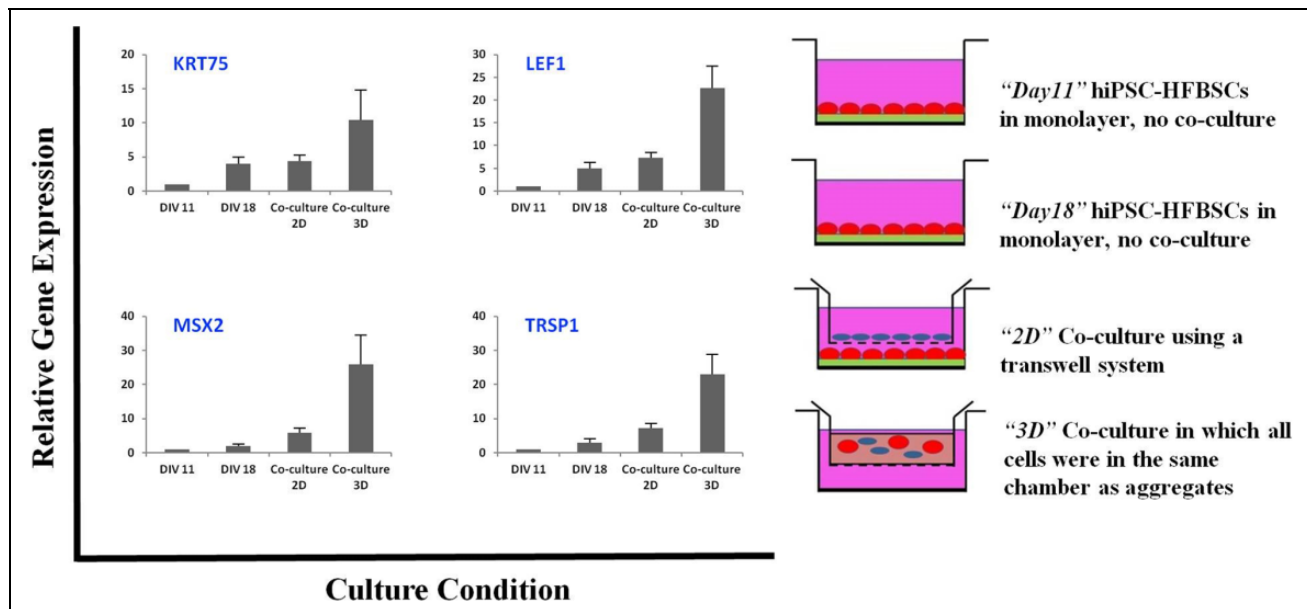 Relative Gene Expression
KRT75
20
15
10
5
0
DIV 11
DIV 18
Co-culture
2D
Co-culture
3D
LEF1
30
25
20
15
10
5
0
DIV 11
DIV 18
Co-culture
2D
Co-culture
3D
MSX2
40
30
20
10
0
DIV 11
DIV 18
Co-culture
2D
Co-culture
3D
TRSP1
40
30
20
10
0
DIV 11
DIV 18
Co-culture
2D
Co-culture
3D
Culture Condition
“Day11” hiPSC-HFBSCs
in monolayer, no co-culture
“Day18” hiPSC-HFBSCs in
monolayer, no co-culture
“2D” Co-culture using a
transwell system
“3D” Co-culture in which all
cells were in the same
chamber as aggregates